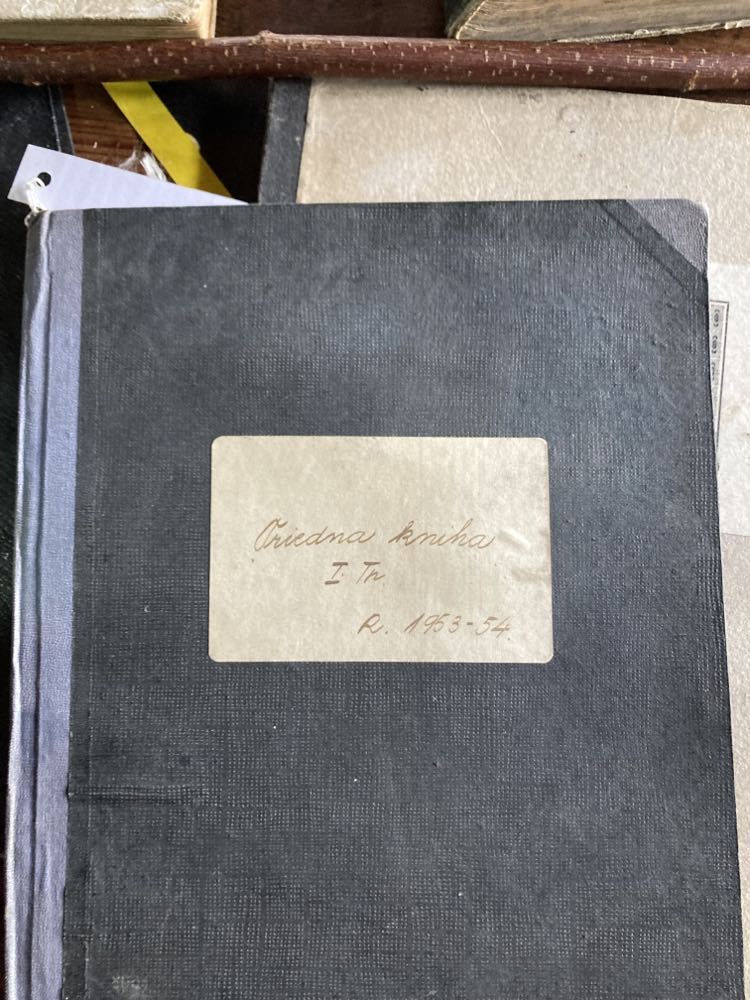 Triedna kniha
I. Tr.
R. 1953-54.